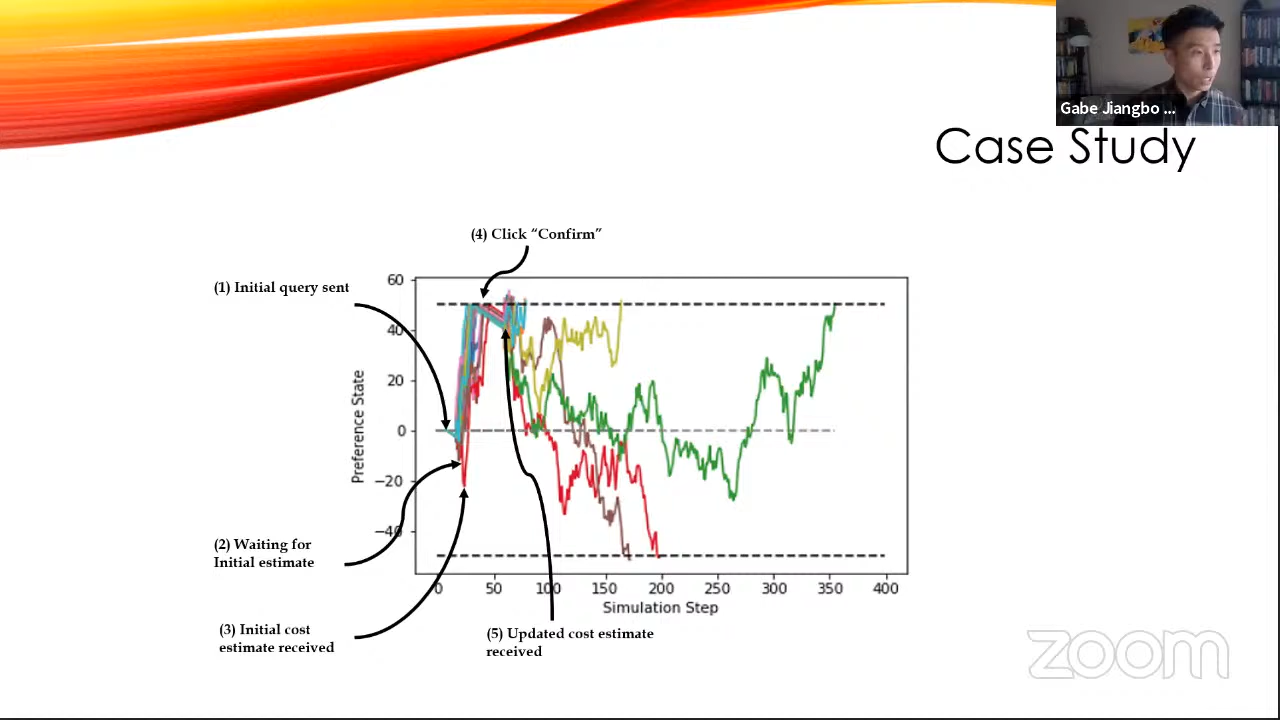 Gabe Jiangbo ...
Case Study
(4) Click “Confirm”
(1) Initial query sent
60
40
20
0
−20
−40
Preference State
(2) Waiting for
Initial estimate
0
50
100
150
200
250
300
350
400
Simulation Step
(3) Initial cost
estimate received
(5) Updated cost estimate
received
zoom